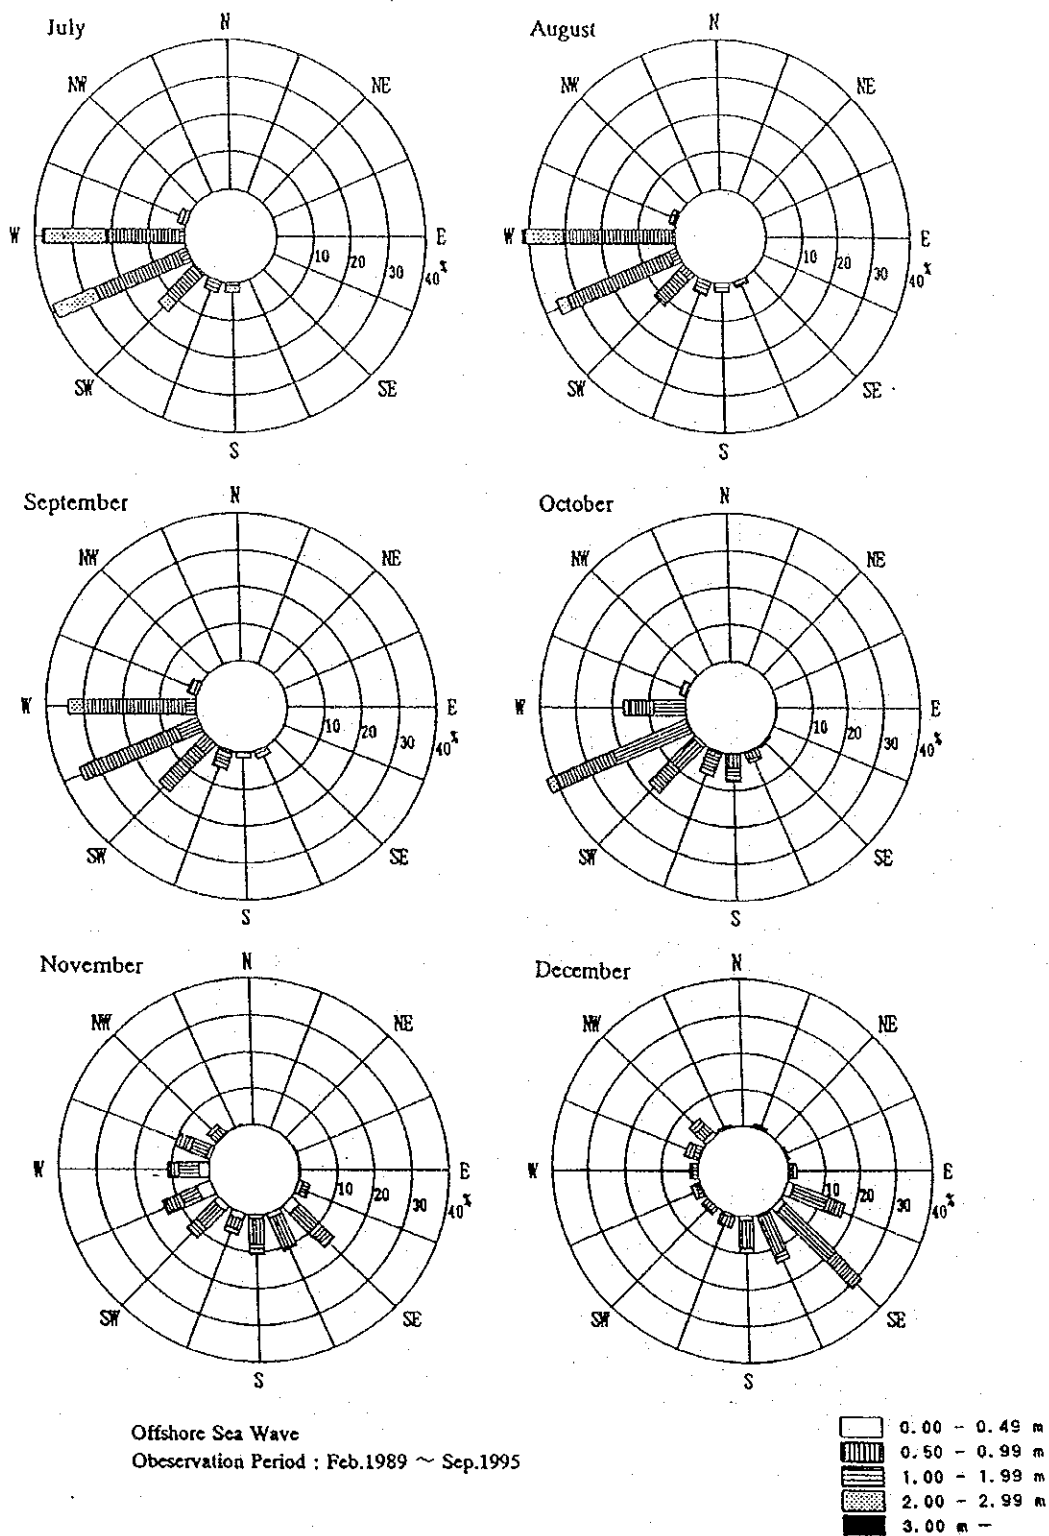 July
N
NW
NE
W
E
10
20
30
40%
SW
SE
S
August
N
NW
NE
W
E
10
20
30
40%
SW
SE
S
September
N
NW
NE
W
E
10
20
30
40%
SW
SE
S
October
N
NW
NE
W
E
10
20
30
40%
SW
SE
S
November
N
NW
NE
W
E
10
20
30
40%
SW
SE
S
December
N
NW
NE
W
E
10
20
30
40%
SW
SE
S
Offshore Sea Wave
Obeservation Period : Feb.1989 ~ Sep.1995
0.00 - 0.49 m
0.50 - 0.99 m
1.00 - 1.99 m
2.00 - 2.99 m
3.00 m -